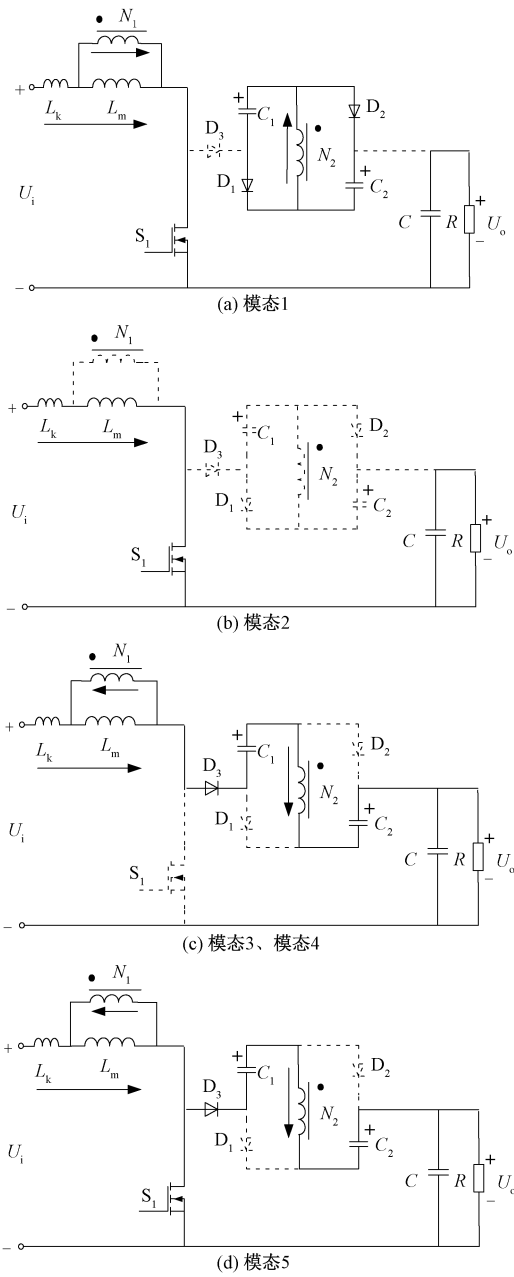 N₁
+
Lₖ
Lₘ
+
C₁
D₂
D₃
N₂
D₁
+
C₂
Uᵢ
S₁
C
R
+
Uₒ
−
−
(a) 模态1
N₁
+
Lₖ
Lₘ
+
C₁
D₂
D₃
N₂
D₁
+
C₂
Uᵢ
S₁
C
R
+
Uₒ
−
−
(b) 模态2
N₁
+
Lₖ
Lₘ
+
C₁
D₂
D₃
N₂
D₁
+
C₂
Uᵢ
S₁
C
R
+
Uₒ
−
−
(c) 模态3、模态4
N₁
+
Lₖ
Lₘ
+
C₁
D₂
D₃
N₂
D₁
+
C₂
Uᵢ
S₁
C
R
+
Uₒ
−
−
(d) 模态5